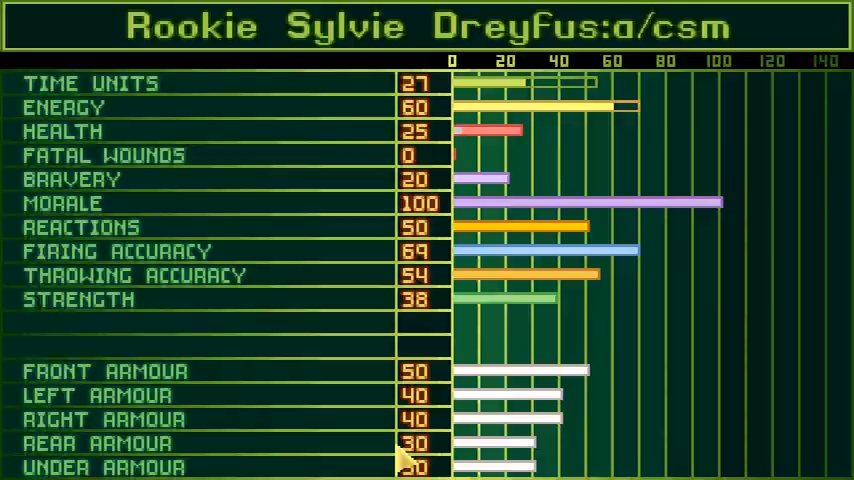 Rookie Sylvie Dreyfus:a/csm
0 20 40 60 80 100 120 140
TIME UNITS 27
ENERGY 60
HEALTH 25
FATAL WOUNDS 0
BRAVERY 20
MORALE 100
REACTIONS 50
FIRING ACCURACY 69
THROWING ACCURACY 54
STRENGTH 38
FRONT ARMOUR 50
LEFT ARMOUR 40
RIGHT ARMOUR 40
REAR ARMOUR 30
UNDER ARMOUR